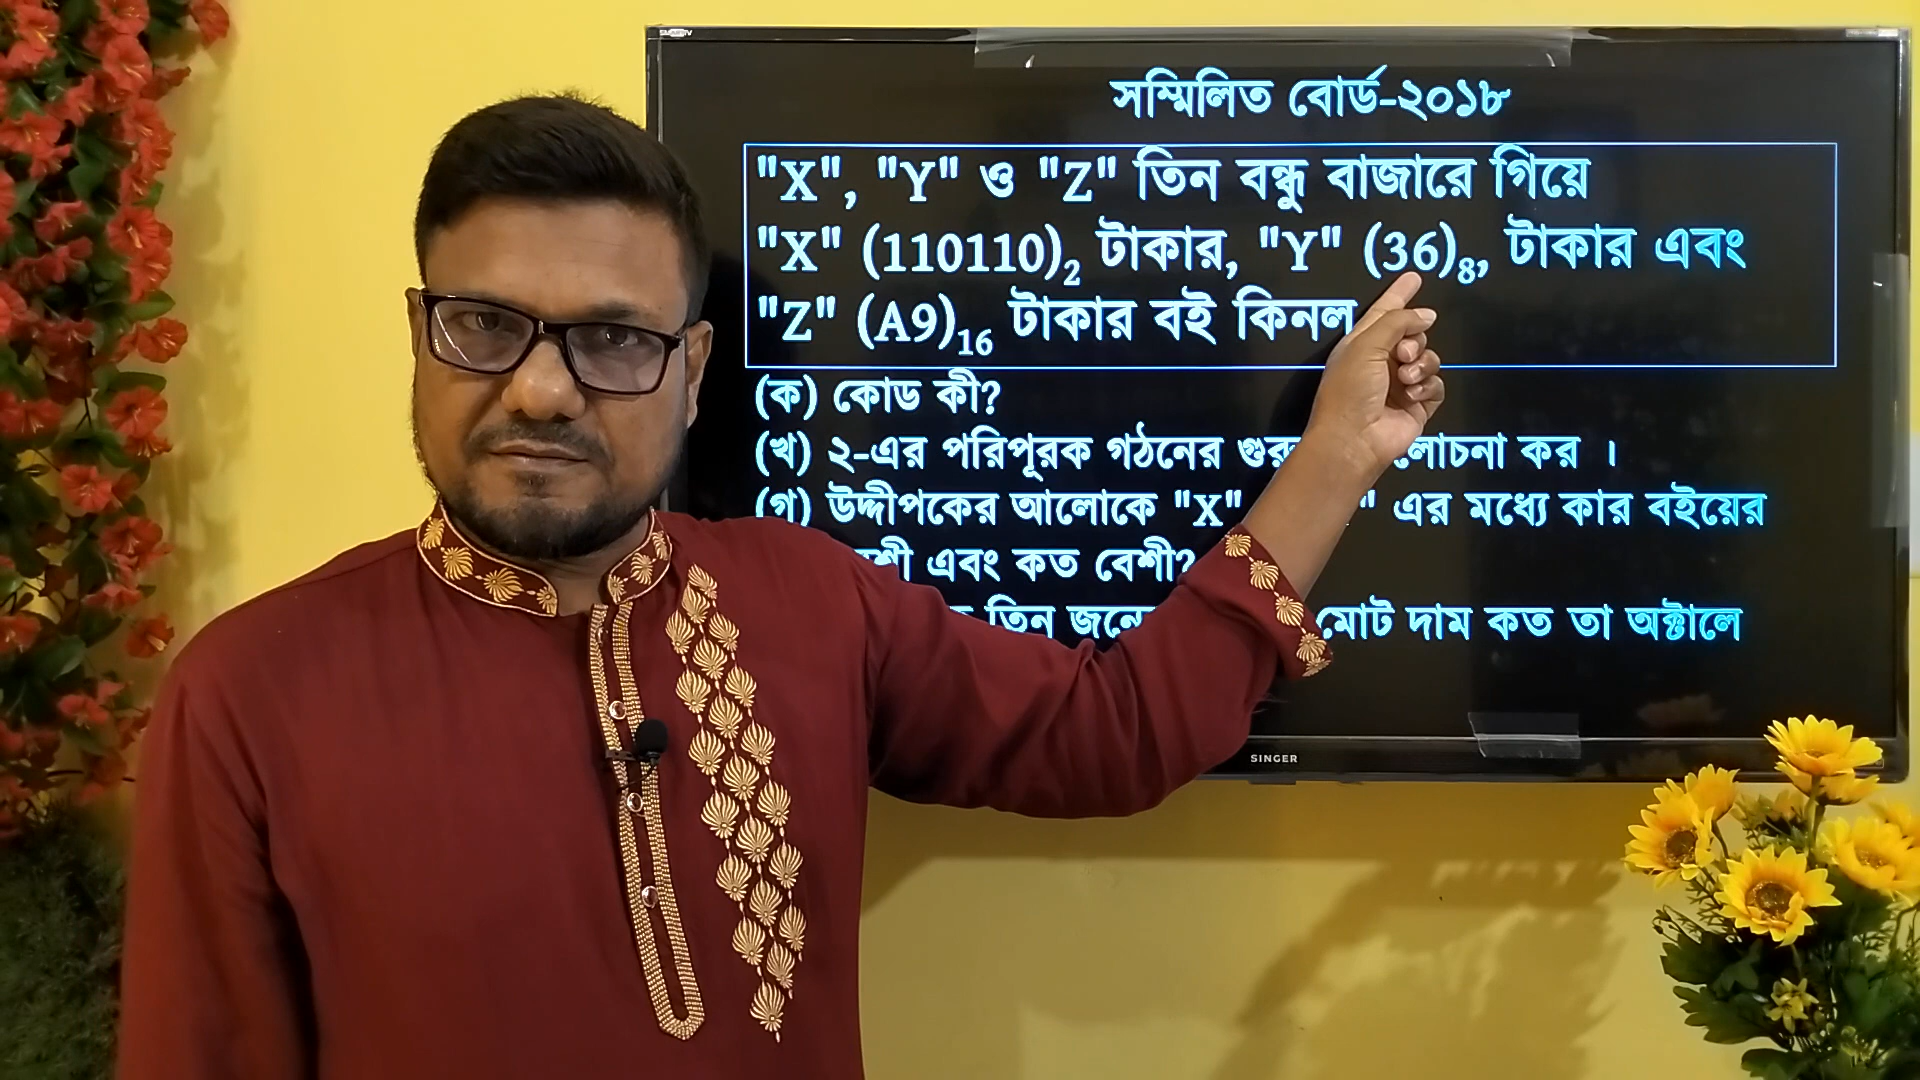 সম্মিলিত বোর্ড-২০১৮
"X", "Y" ও "Z" তিন বন্ধু বাজারে গিয়ে
"X" (110110)₂ টাকার, "Y" (36)₈, টাকার এবং
"Z" (A9)₁₆ টাকার বই কিনল
(ক) কোড কী?
(খ) ২-এর পরিপূরক গঠনের কর ।
(গ) উদ্দীপকের আলোকে "X" এর মধ্যে কার বইয়ের
এবং কত বেশী?
তিন মোট দাম কত তা অক্টালে
SINGER